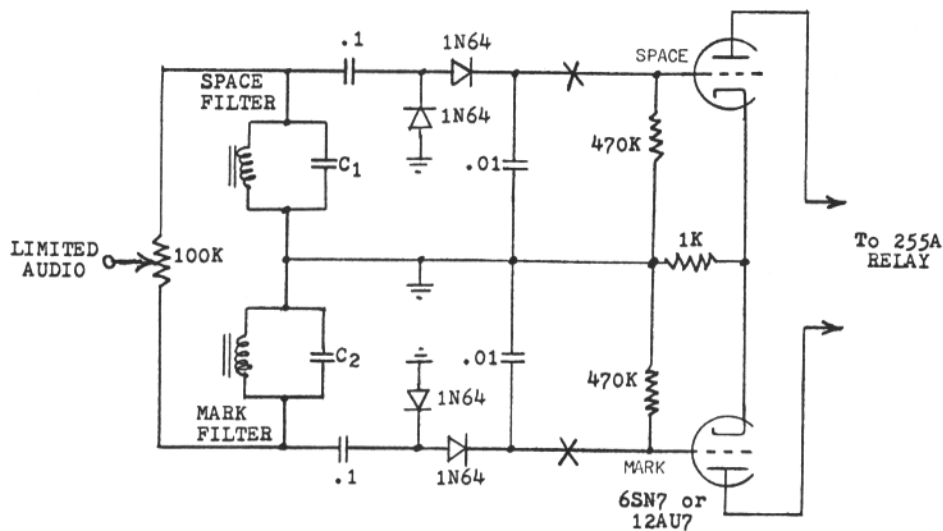 .1
1N64
SPACE
SPACE
FILTER
1N64
C1
.01
470K
LIMITED
AUDIO
100K
1K
To 255A
RELAY
C2
.01
470K
1N64
MARK
FILTER
.1
1N64
MARK
6SN7 or
12AU7